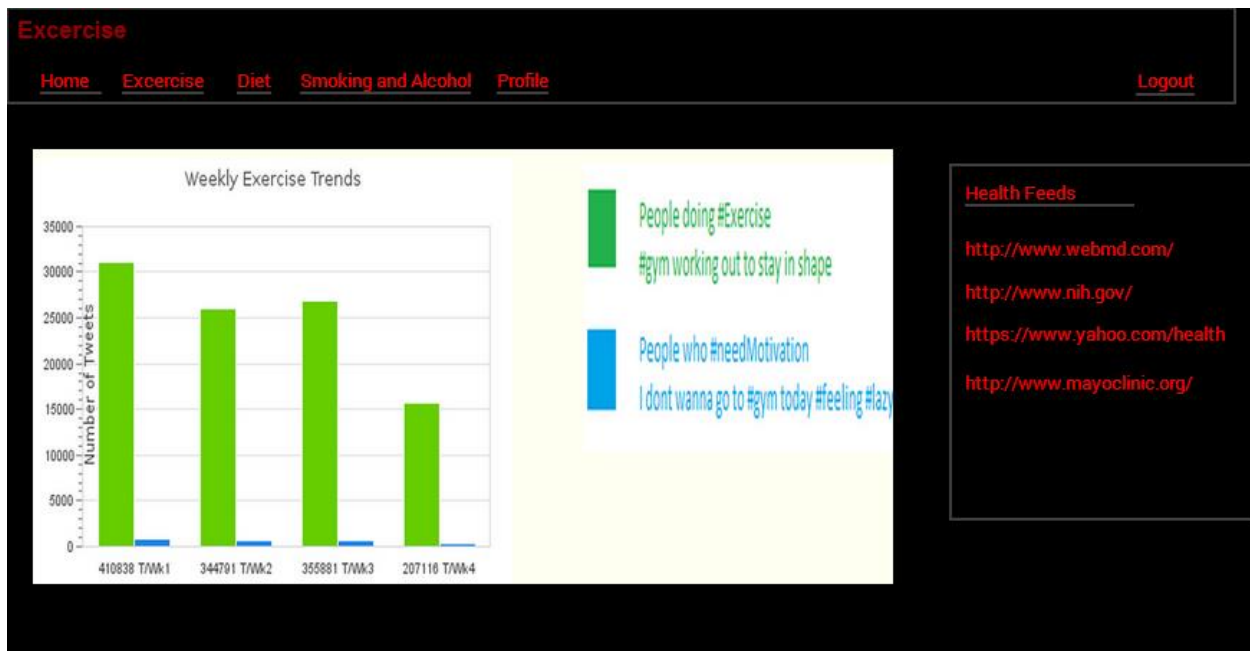 Excercise
Home Excercise Diet Smoking and Alcohol Profile Logout
Weekly Exercise Trends
35000
30000
25000
20000
15000
10000
5000
0
Number of Tweets
410838 T/Wk1 344791 T/Wk2 355881 T/Wk3 207116 T/Wk4
People doing #Exercise
#gym working out to stay in shape
People who #needMotivation
I dont wanna go to #gym today #feeling #lazy
Health Feeds
http://www.webmd.com/
http://www.nih.gov/
https://www.yahoo.com/health
http://www.mayoclinic.org/